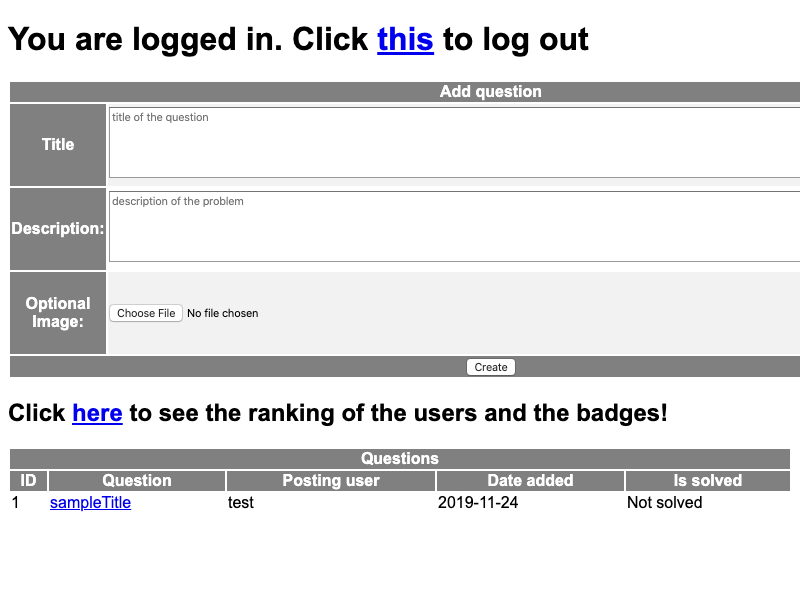 You are logged in. Click this to log out
Add question
Title
title of the question
Description:
description of the problem
Optional
Image:
Choose File No file chosen
Create
Click here to see the ranking of the users and the badges!
Questions
ID Question Posting user Date added Is solved
1 sampleTitle test 2019-11-24 Not solved